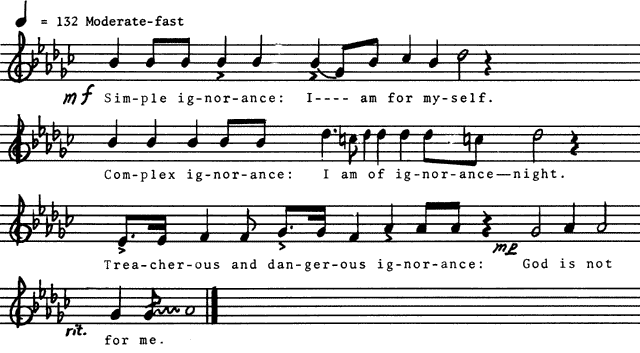 = 132 Moderate-fast
mf Sim-ple ig-nor-ance: I---- am for my-self.
Com-plex ig-nor-ance: I am of ig-nor-ance—night.
Trea-cher-ous and dan-ger-ous ig-nor-ance: mp God is not
rit. for me.